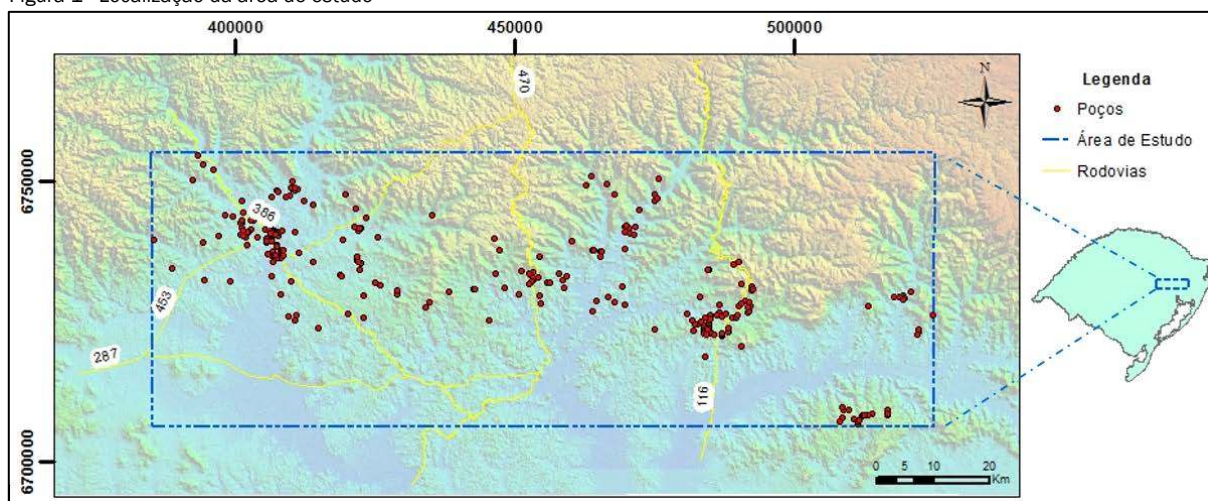 Figura 1 - Localização da área de estudo
400000
450000
500000
6750000
6700000
470
386
453
287
116
N
0 5 10 20
Km
Legenda
Poços
Área de Estudo
Rodovias